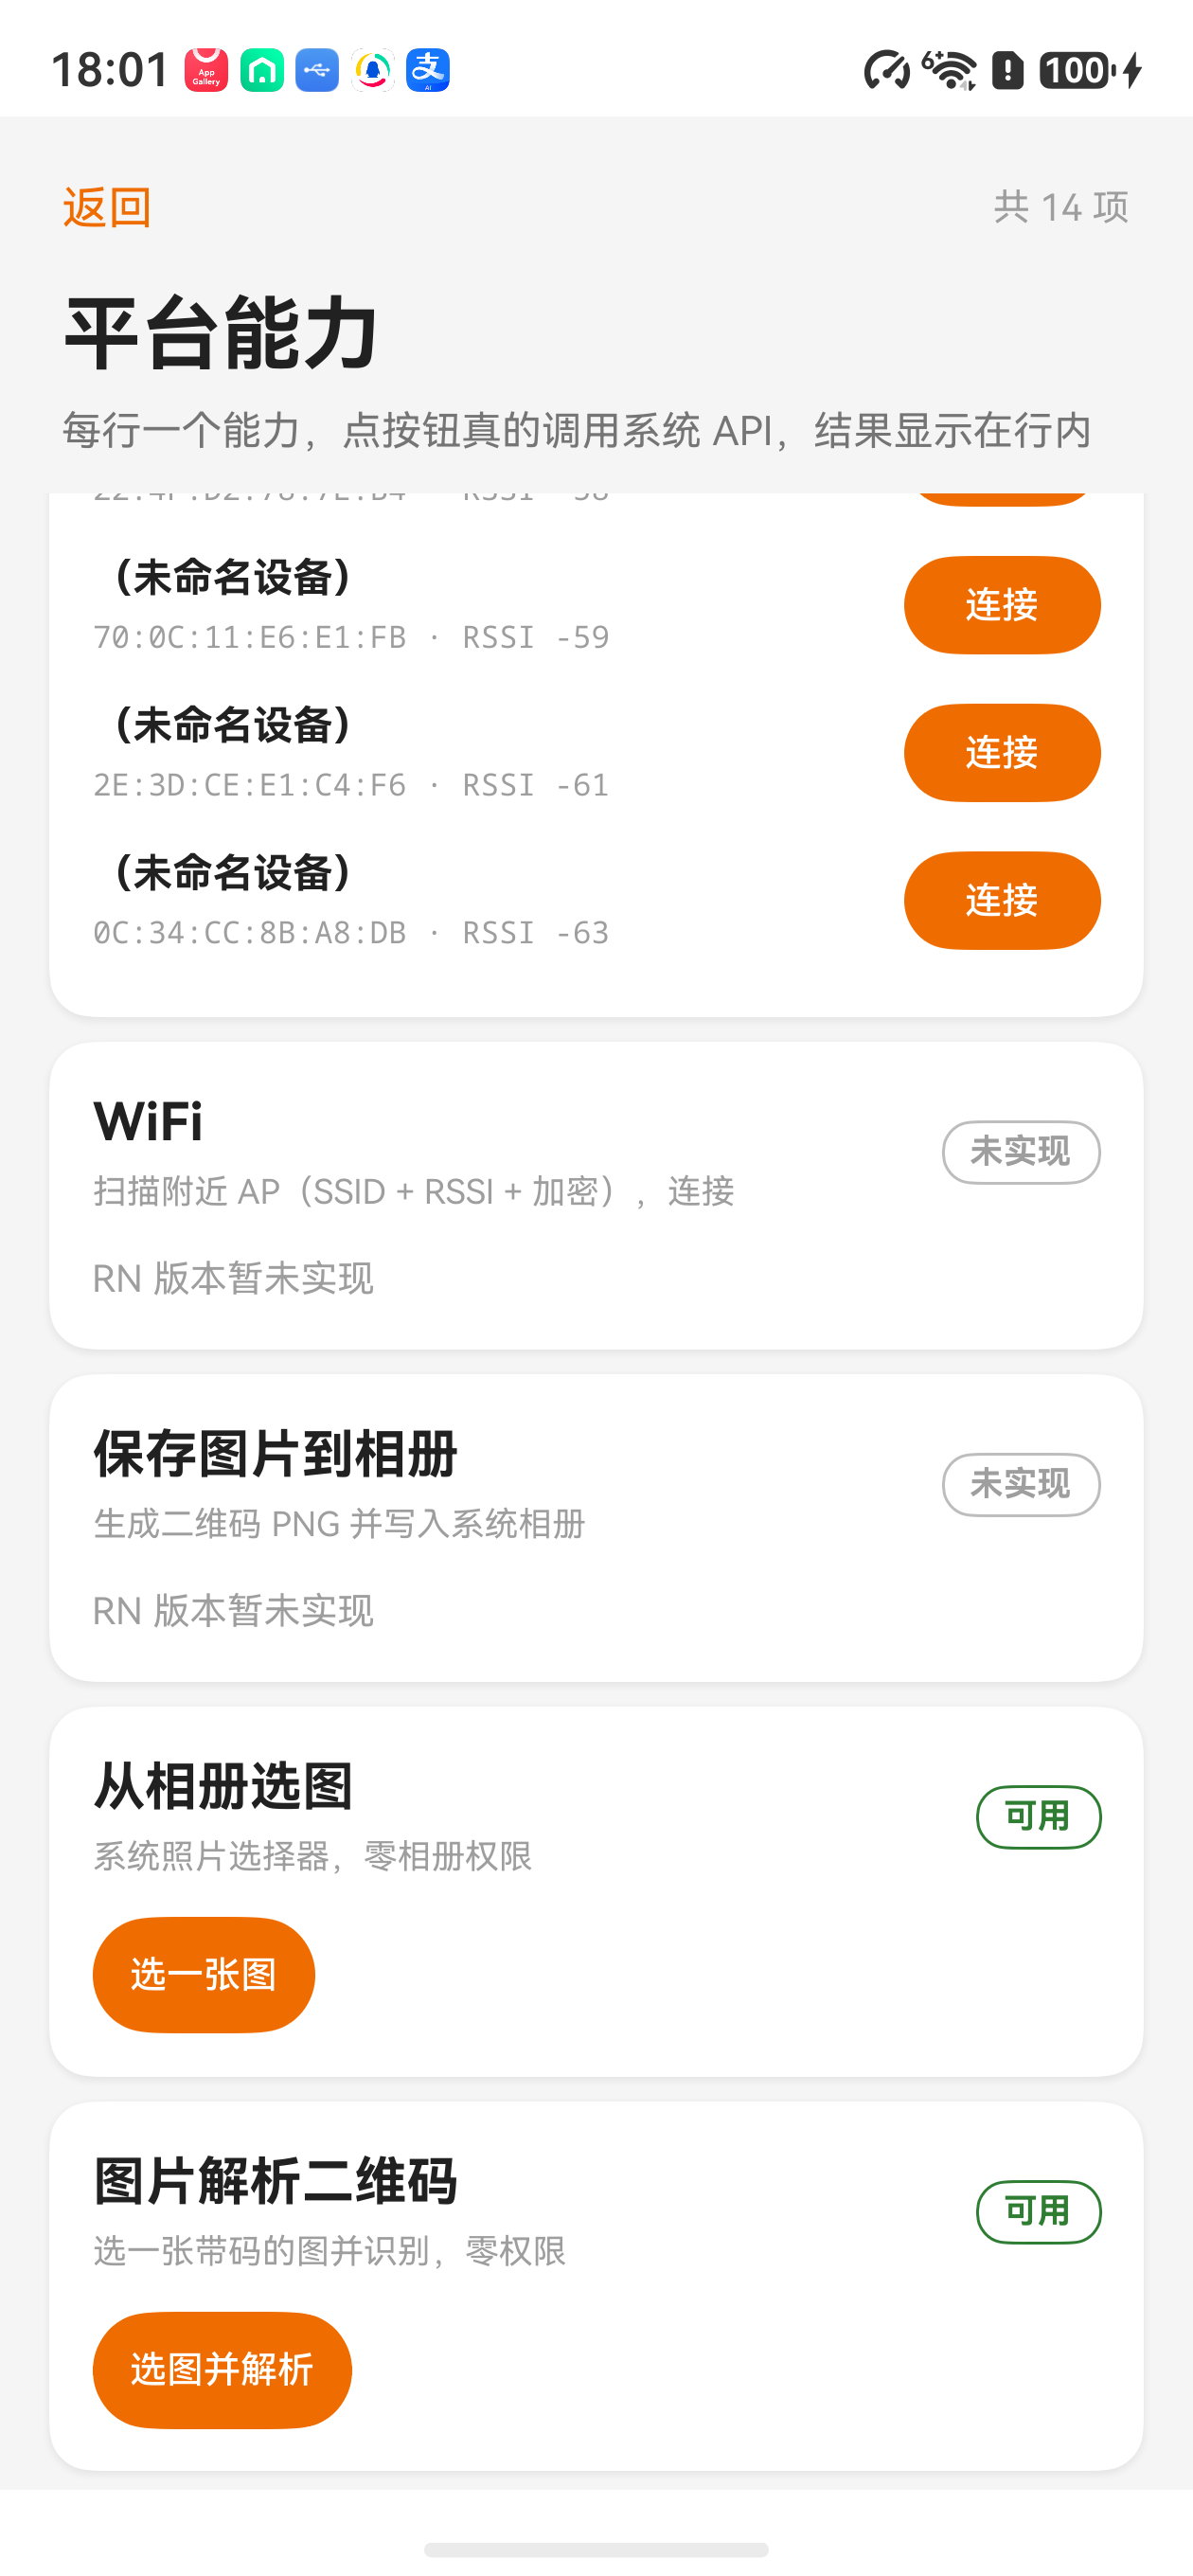 18:01
App Gallery
支
AI
6+
100
返回
共 14 项
平台能力
每行一个能力，点按钮真的调用系统 API，结果显示在行内
（未命名设备）
连接
70:0C:11:E6:E1:FB · RSSI -59
（未命名设备）
连接
2E:3D:CE:E1:C4:F6 · RSSI -61
（未命名设备）
连接
0C:34:CC:8B:A8:DB · RSSI -63
WiFi
未实现
扫描附近 AP（SSID + RSSI + 加密），连接
RN 版本暂未实现
保存图片到相册
未实现
生成二维码 PNG 并写入系统相册
RN 版本暂未实现
从相册选图
可用
系统照片选择器，零相册权限
选一张图
图片解析二维码
可用
选一张带码的图并识别，零权限
选图并解析